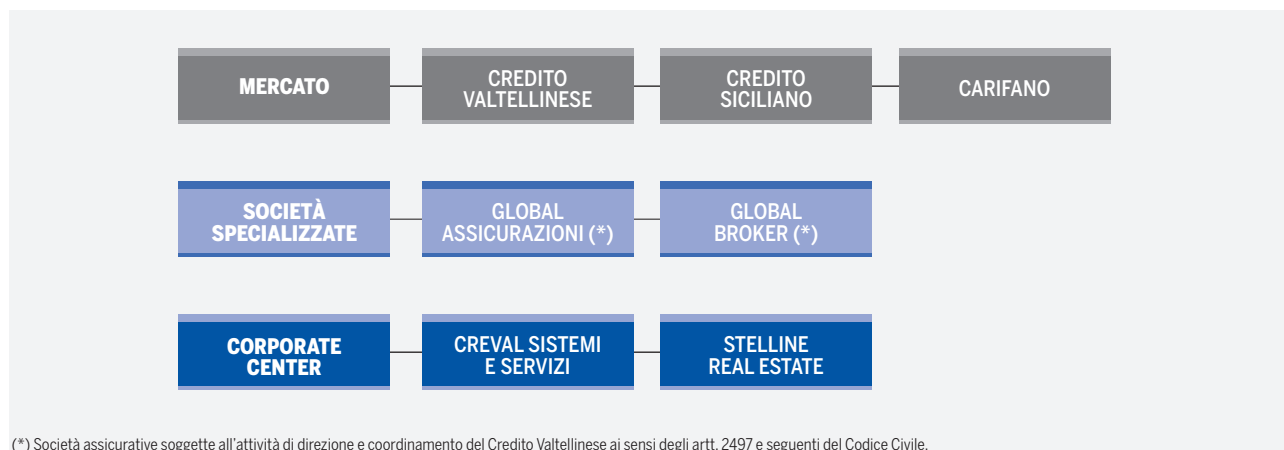 MERCATO
CREDITO
VALTELLINESE
CREDITO
SICILIANO
CARIFANO
SOCIETÀ
SPECIALIZZATE
GLOBAL
ASSICURAZIONI (*)
GLOBAL
BROKER (*)
CORPORATE
CENTER
CREVAL SISTEMI
E SERVIZI
STELLINE
REAL ESTATE
(*) Società assicurative soggette all'attività di direzione e coordinamento del Credito Valtellinese ai sensi degli artt. 2497 e seguenti del Codice Civile.